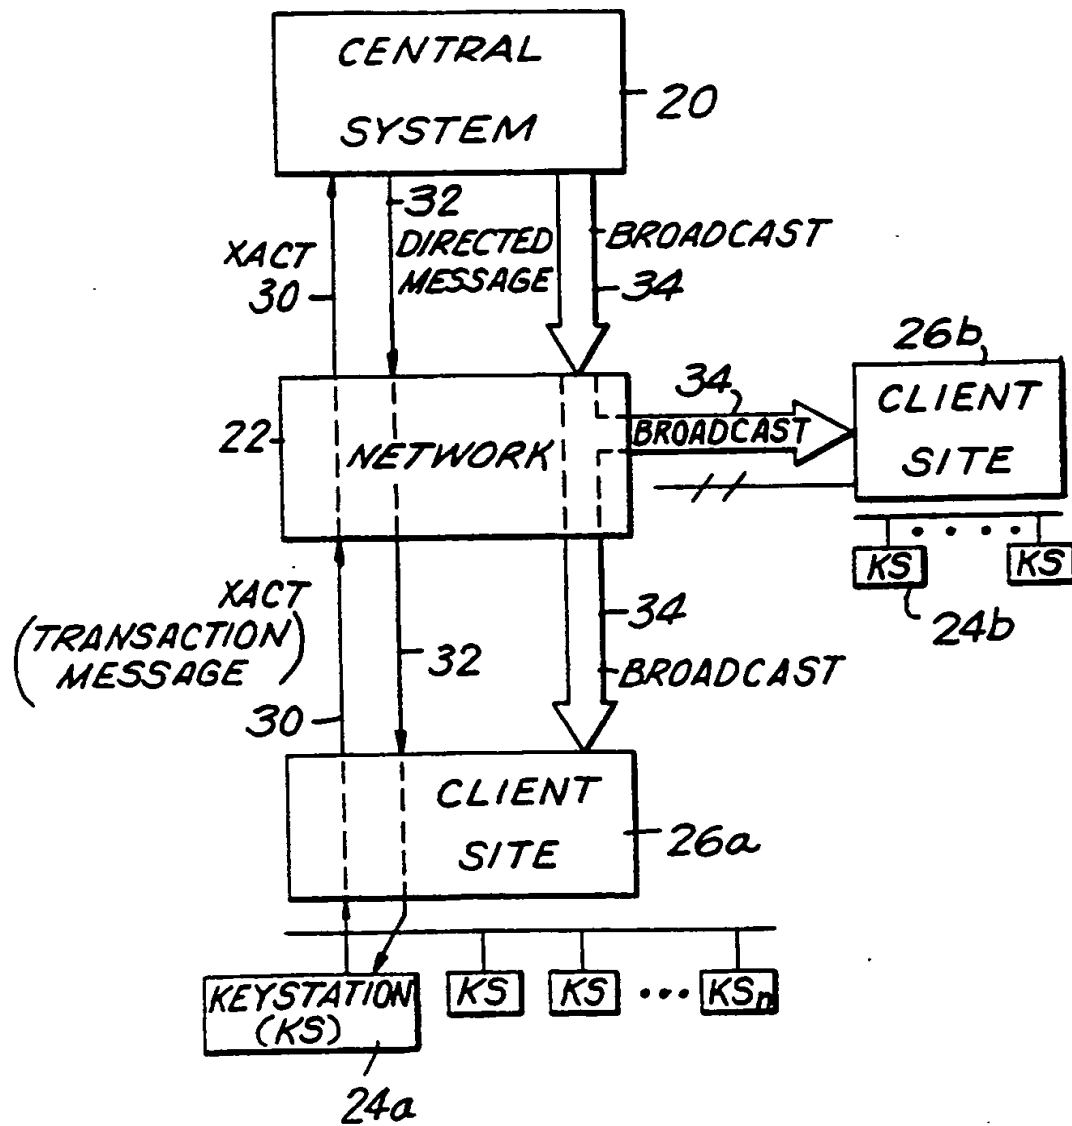 CENTRAL
SYSTEM
20
32
DIRECTED
MESSAGE
XACT
30
BROADCAST
34
26b
CLIENT
SITE
34
BROADCAST
22
NETWORK
KS
KS
24b
XACT
(TRANSACTION
MESSAGE)
30
32
34
BROADCAST
CLIENT
SITE
26a
KEYSTATION
(KS)
KS
KS
KSn
24a